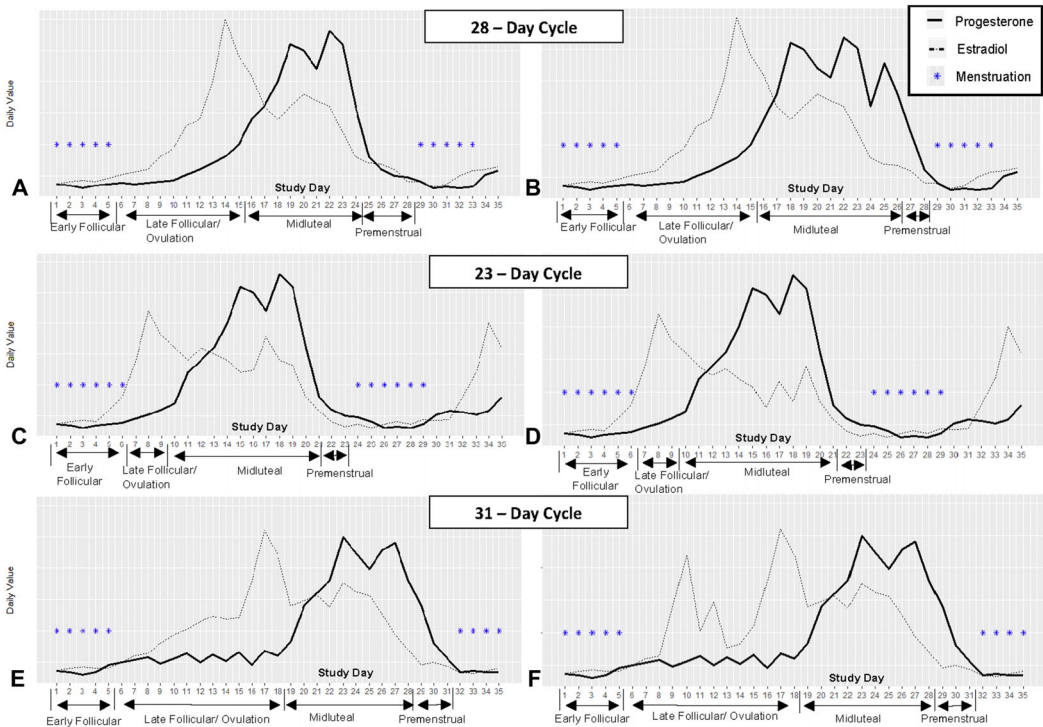 28 – Day Cycle
Progesterone
Estradiol
Menstruation
Daily Value
A
Study Day
1 2 3 4 5 6 7 8 9 10 11 12 13 14 15 16 17 18 19 20 21 22 23 24 25 26 27 28 29 30 31 32 33 34 35
Early Follicular
Late Follicular/
Ovulation
Midluteal
Premenstrual
B
Study Day
1 2 3 4 5 6 7 8 9 10 11 12 13 14 15 16 17 18 19 20 21 22 23 24 25 26 27 28 29 30 31 32 33 34 35
Early Follicular
Late Follicular/
Ovulation
Midluteal
Premenstrual
23 – Day Cycle
Daily Value
C
Study Day
1 2 3 4 5 6 7 8 9 10 11 12 13 14 15 16 17 18 19 20 21 22 23 24 25 26 27 28 29 30 31 32 33 34 35
Early
Follicular
Late Follicular/
Ovulation
Midluteal
Premenstrual
D
Study Day
1 2 3 4 5 6 7 8 9 10 11 12 13 14 15 16 17 18 19 20 21 22 23 24 25 26 27 28 29 30 31 32 33 34 35
Early
Follicular
Late Follicular/
Ovulation
Midluteal
Premenstrual
31 – Day Cycle
Daily Value
E
Study Day
1 2 3 4 5 6 7 8 9 10 11 12 13 14 15 16 17 18 19 20 21 22 23 24 25 26 27 28 29 30 31 32 33 34 35
Early Follicular
Late Follicular/ Ovulation
Midluteal
Premenstrual
F
Study Day
1 2 3 4 5 6 7 8 9 10 11 12 13 14 15 16 17 18 19 20 21 22 23 24 25 26 27 28 29 30 31 32 33 34 35
Early Follicular
Late Follicular/ Ovulation
Midluteal
Premenstrual